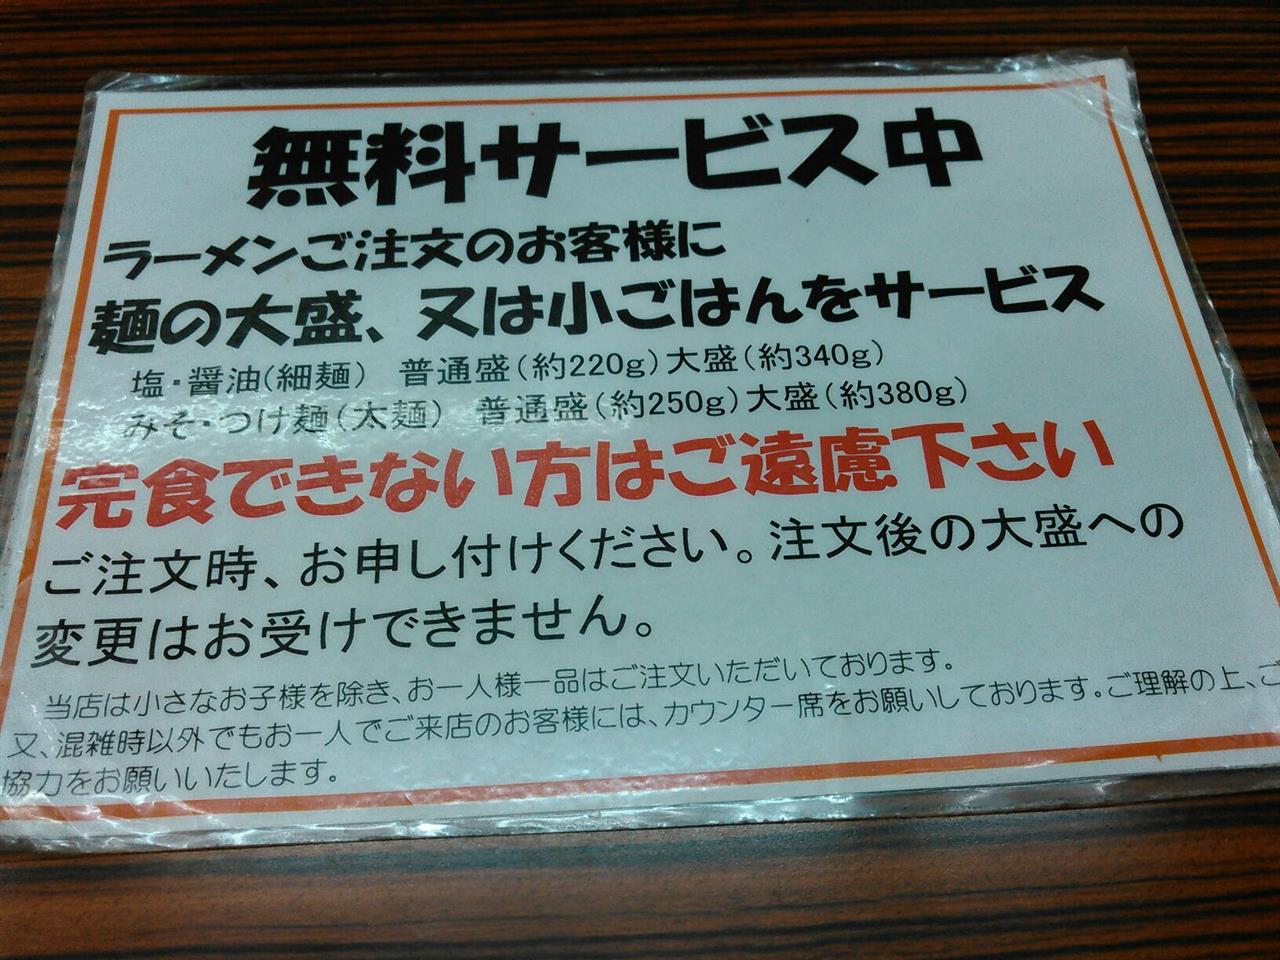 無料サービス中
ラーメンご注文のお客様に
麺の大盛、又は小ごはんをサービス
塩・醤油(細麺) 普通盛(約220g)大盛(約340g)
みそ・つけ麺(太麺) 普通盛(約250g)大盛(約380g)
完食できない方はご遠慮下さい
ご注文時、お申し付けください。注文後の大盛への
変更はお受けできません。
当店は小さなお子様を除き、お一人様一品はご注文いただいております。
又、混雑時以外でもお一人でご来店のお客様には、カウンター席をお願いしております。ご理解の上、ご
協力をお願いいたします。